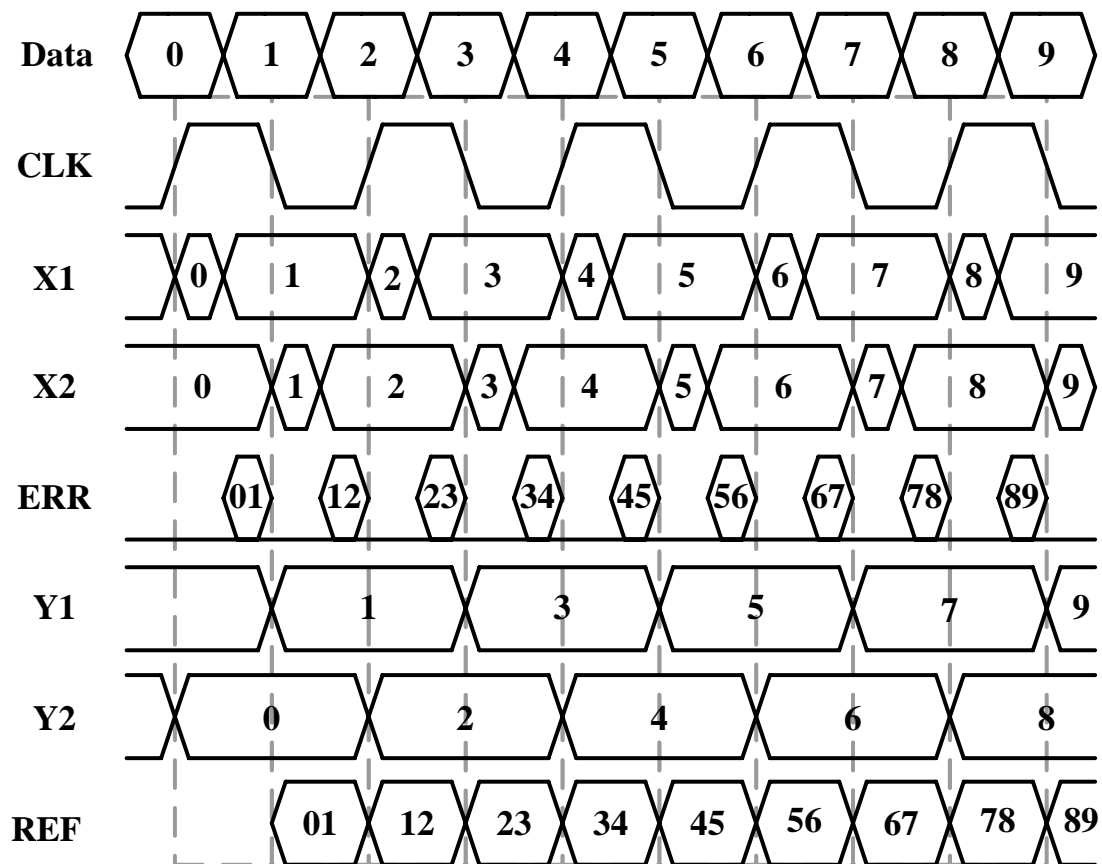 Data 0 1 2 3 4 5 6 7 8 9
CLK
X1 0 1 2 3 4 5 6 7 8 9
X2 0 1 2 3 4 5 6 7 8 9
ERR 01 12 23 34 45 56 67 78 89
Y1 1 3 5 7 9
Y2 0 2 4 6 8
REF 01 12 23 34 45 56 67 78 89